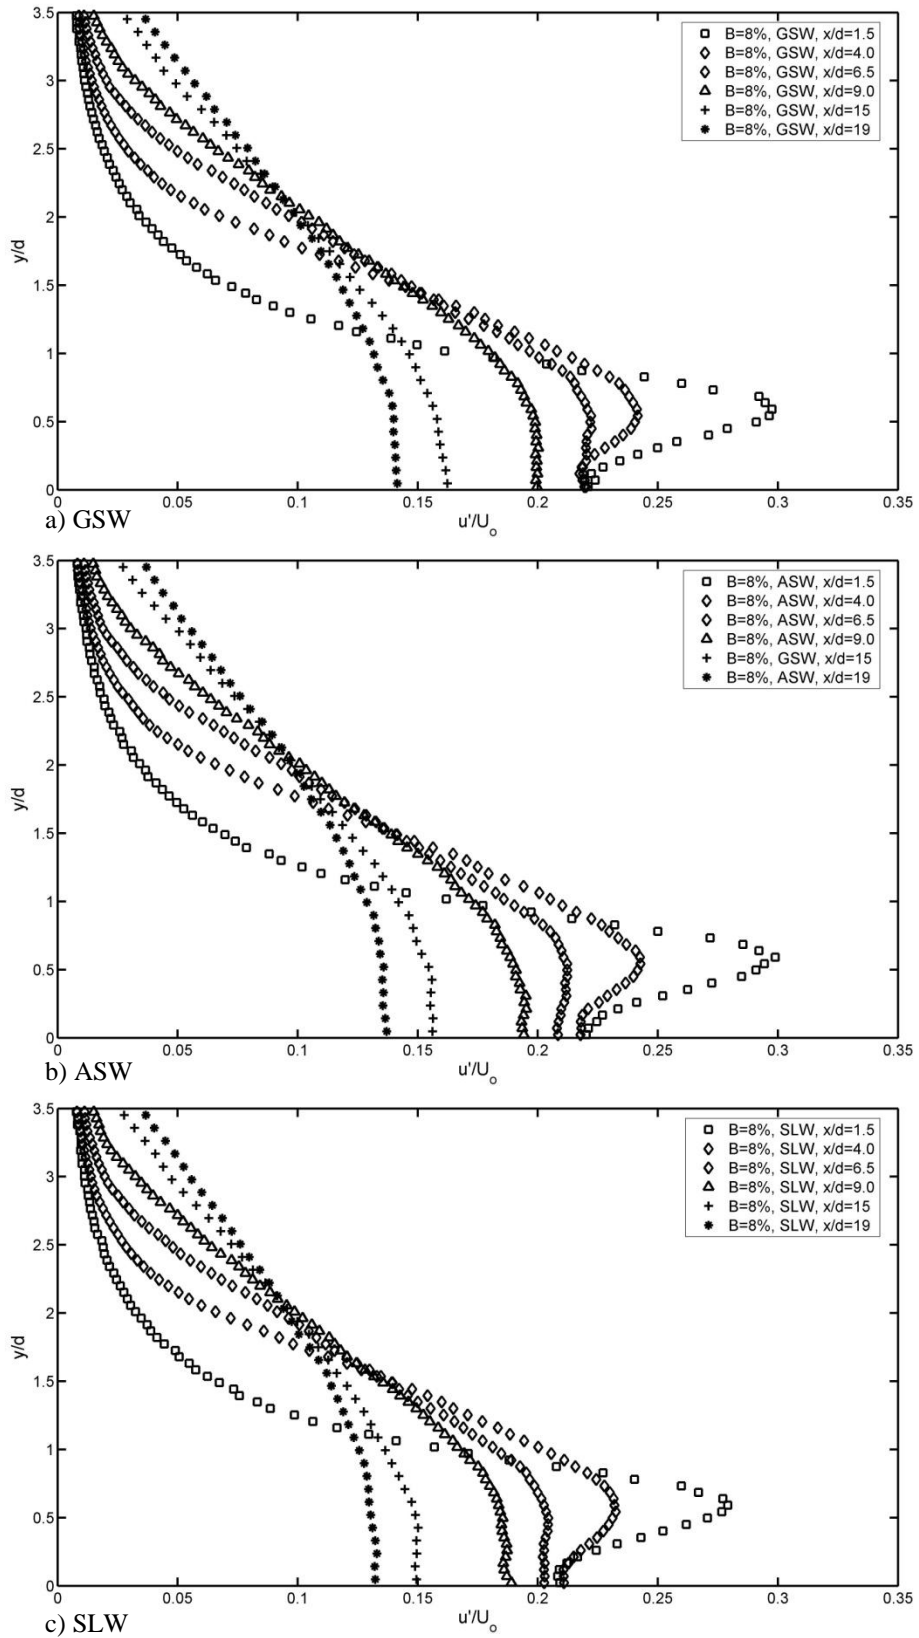 3.5
3
2.5
2
1.5
1
0.5
0
y/d
B=8%, GSW, x/d=1.5
B=8%, GSW, x/d=4.0
B=8%, GSW, x/d=6.5
B=8%, GSW, x/d=9.0
B=8%, GSW, x/d=15
B=8%, GSW, x/d=19
0 0.05 0.1 0.15 0.2 0.25 0.3 0.35
u'/Uo
a) GSW
3.5
3
2.5
2
1.5
1
0.5
0
y/d
B=8%, ASW, x/d=1.5
B=8%, ASW, x/d=4.0
B=8%, ASW, x/d=6.5
B=8%, ASW, x/d=9.0
B=8%, GSW, x/d=15
B=8%, ASW, x/d=19
0 0.05 0.1 0.15 0.2 0.25 0.3 0.35
u'/Uo
b) ASW
3.5
3
2.5
2
1.5
1
0.5
0
y/d
B=8%, SLW, x/d=1.5
B=8%, SLW, x/d=4.0
B=8%, SLW, x/d=6.5
B=8%, SLW, x/d=9.0
B=8%, SLW, x/d=15
B=8%, SLW, x/d=19
0 0.05 0.1 0.15 0.2 0.25 0.3 0.35
u'/Uo
c) SLW